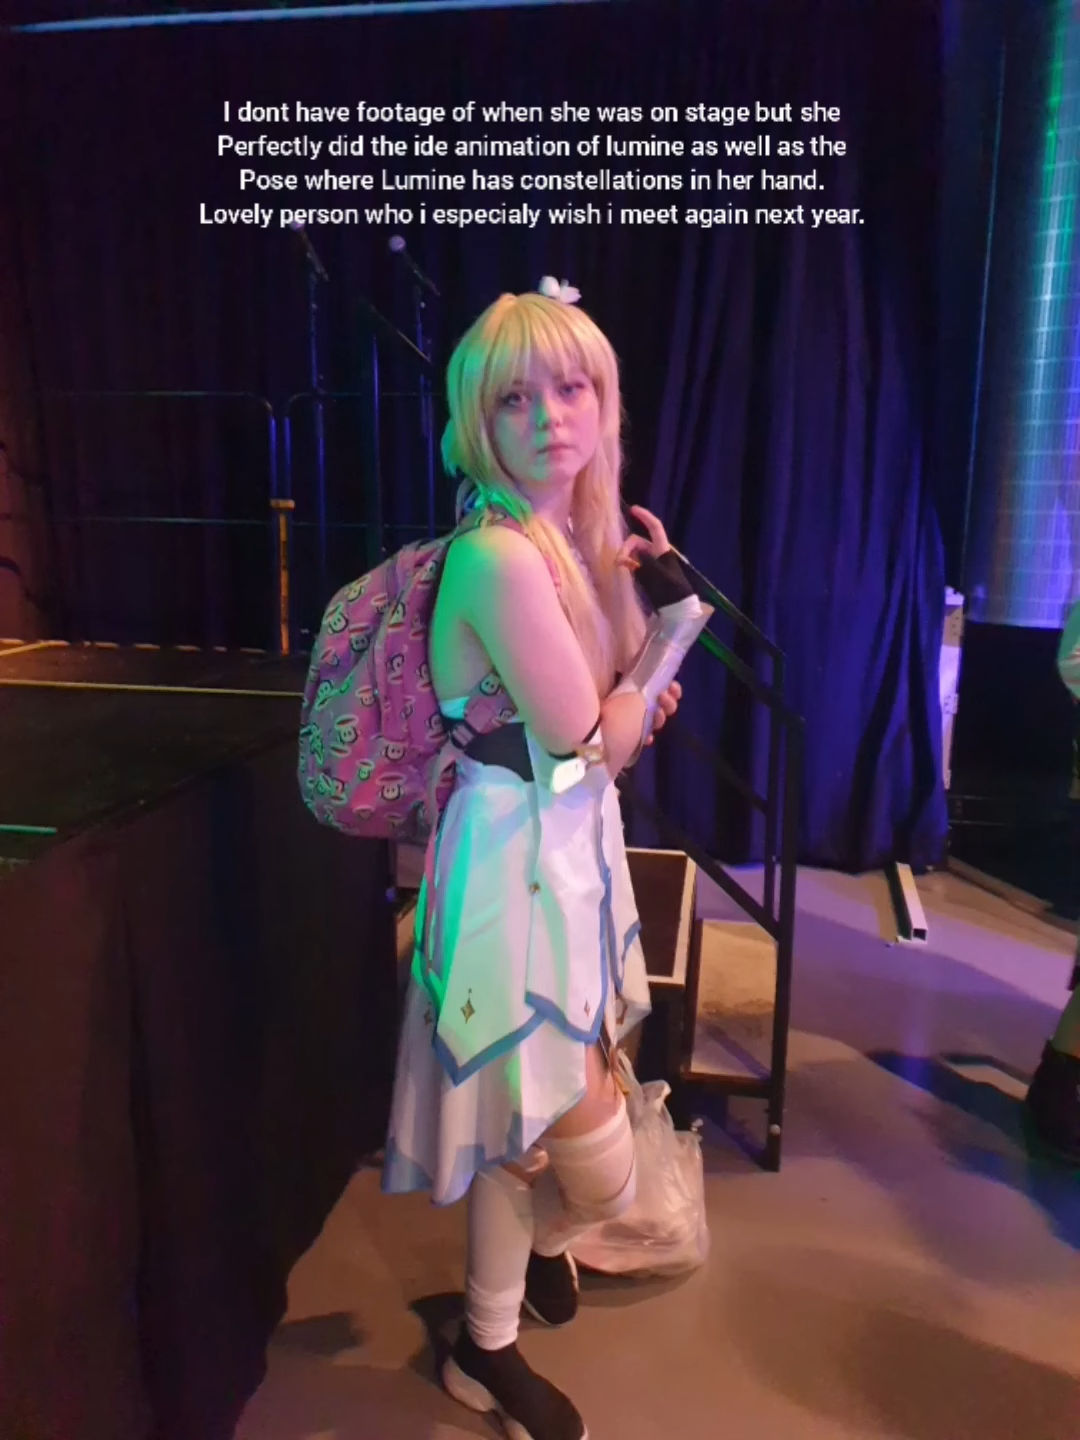 I dont have footage of when she was on stage but she
Perfectly did the ide animation of lumine as well as the
Pose where Lumine has constellations in her hand.
Lovely person who i especialy wish i meet again next year.